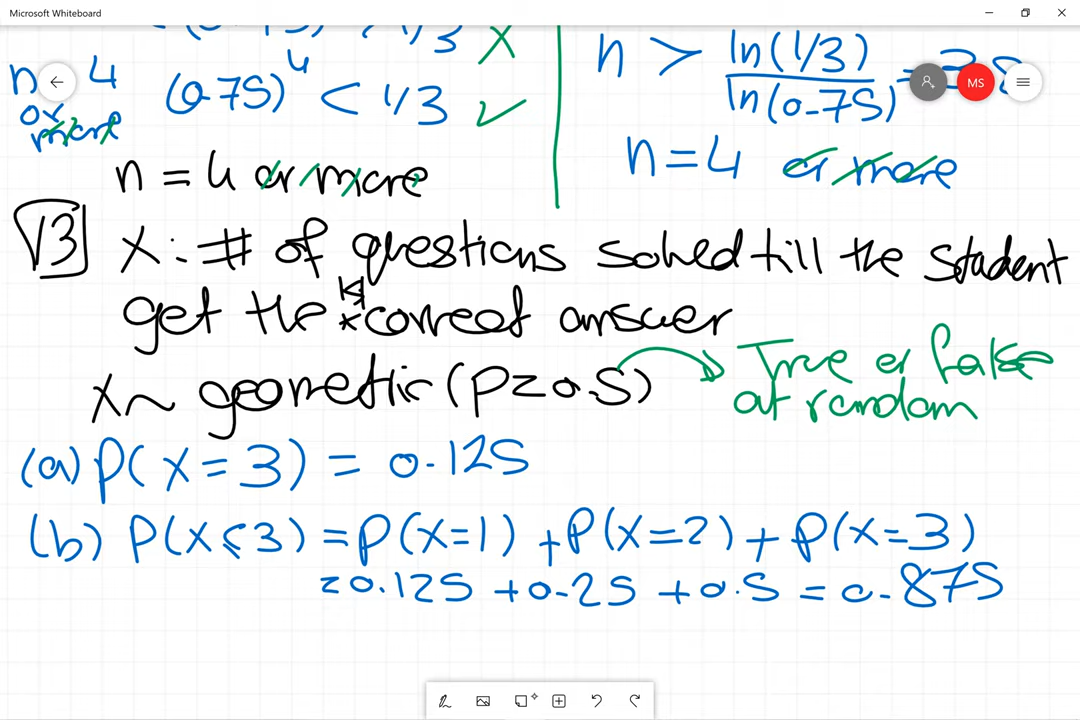 Microsoft Whiteboard
1/3
n 4
or
more
(0.75)^4 < 1/3
n > ln(1/3) / ln(0.75) =
MS
n = 4 or more
n = 4 or more
13 X : # of questions solved till the student
get the 1st correct answer
X ~ geometric (P=0.5)
True or False
at random
(a) P(X=3) = 0.125
(b) P(X≤3) = P(X=1) + P(X=2) + P(X=3)
= 0.125 + 0.25 + 0.5 = 0.875